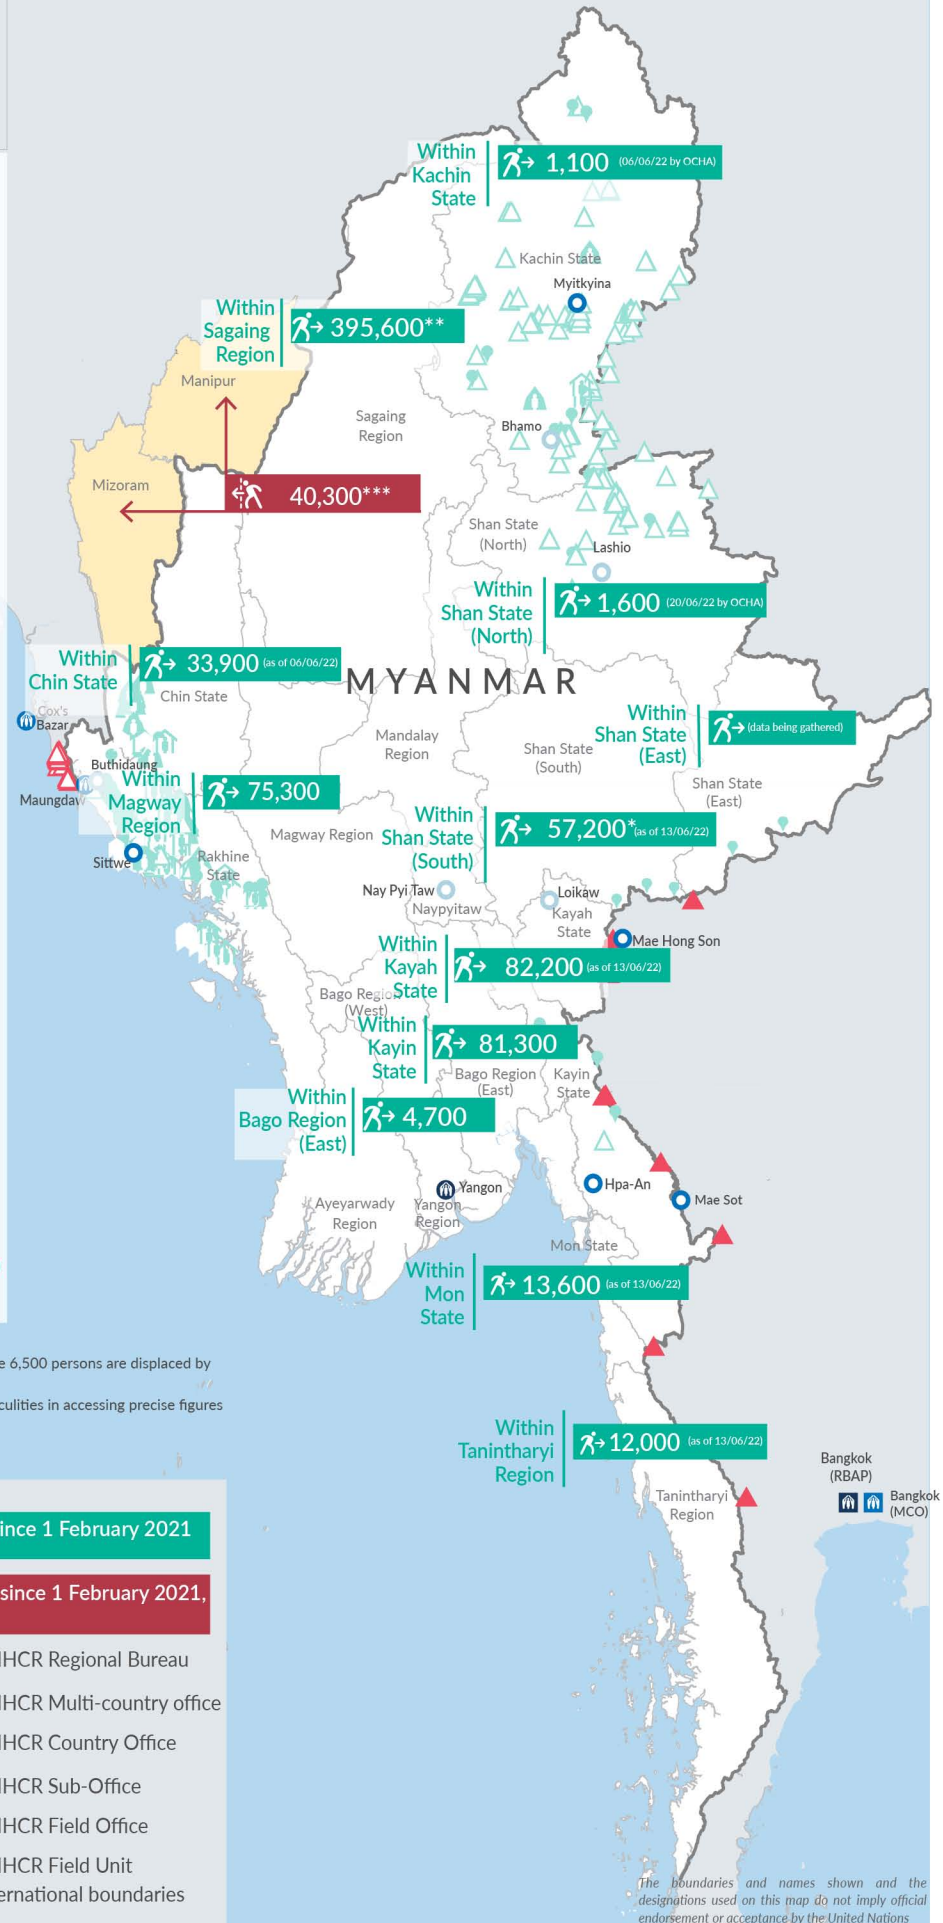 Within
Kachin
State
1,100 (06/06/22 by OCHA)
Kachin State
Myitkyina
Within
Sagaing
Region
395,600**
Manipur
Sagaing
Region
Bhamo
Mizoram
40,300***
Shan State
(North)
Lashio
Within
Shan State
(North)
1,600 (20/06/22 by OCHA)
Within
Chin State
33,900 (as of 06/06/22)
Chin State
MYANMAR
Cox's
Bazar
Within
Shan State
(East)
(data being gathered)
Mandalay
Region
Shan State
(South)
Shan State
(East)
Buthidaung
Maungdaw
Within
Magway
Region
75,300
Magway Region
Within
Shan State
(South)
57,200* (as of 13/06/22)
Sittwe
Rakhine
State
Nay Pyi Taw
Naypyitaw
Loikaw
Kayah
State
Mae Hong Son
Within
Kayah
State
82,200 (as of 13/06/22)
Bago Region
(West)
Within
Kayin
State
81,300
Bago Region
(East)
Kayin
State
Within
Bago Region
(East)
4,700
Yangon
Hpa-An
Mae Sot
Ayeyarwady
Region
Yangon
Region
Mon State
Within
Mon
State
13,600 (as of 13/06/22)
e 6,500 persons are displaced by
culities in accessing precise figures
Within
Tanintharyi
Region
12,000 (as of 13/06/22)
Tanintharyi
Region
Bangkok
(RBAP)
Bangkok
(MCO)
ince 1 February 2021
since 1 February 2021,
HCR Regional Bureau
HCR Multi-country office
HCR Country Office
HCR Sub-Office
HCR Field Office
HCR Field Unit
ernational boundaries
The boundaries and names shown and the
designations used on this map do not imply official
endorsement or acceptance by the United Nations